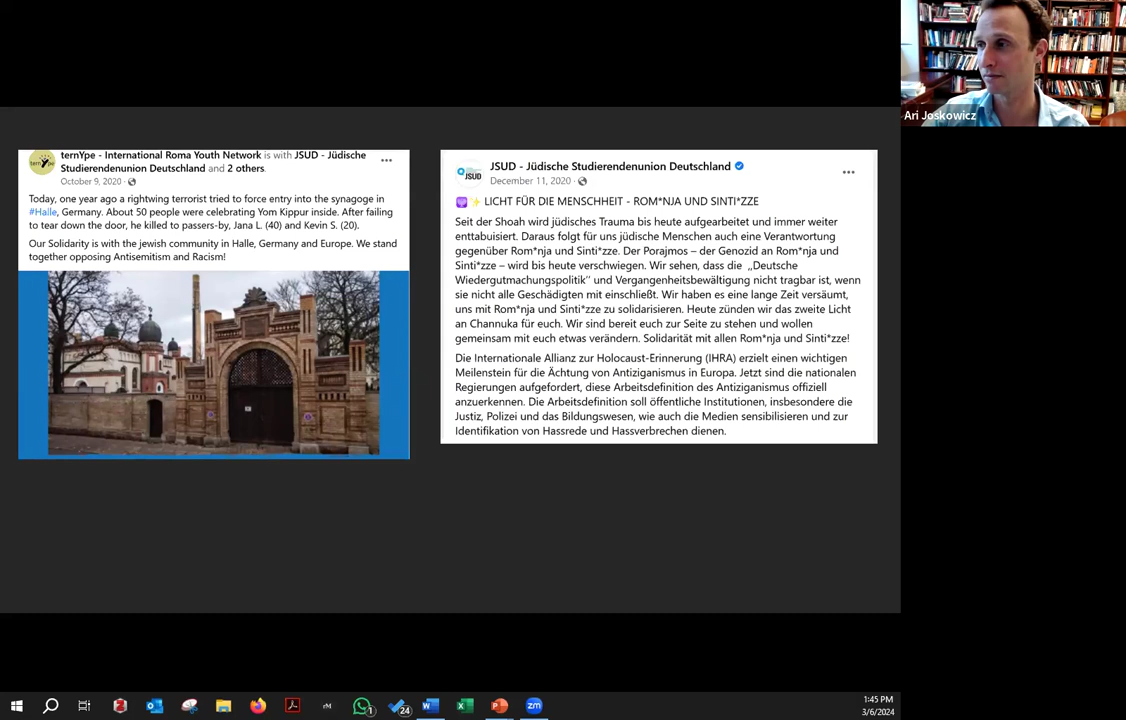 Ari Joskowicz
ternYpe - International Roma Youth Network is with JSUD - Jüdische
Studierendenunion Deutschland and 2 others.
October 9, 2020 ·
Today, one year ago a rightwing terrorist tried to force entry into the synagoge in
#Halle, Germany. About 50 people were celebrating Yom Kippur inside. After failing
to tear down the door, he killed to passers-by, Jana L. (40) and Kevin S. (20).
Our Solidarity is with the jewish community in Halle, Germany and Europe. We stand
together opposing Antisemitism and Racism!
JSUD
JSUD - Jüdische Studierendenunion Deutschland
December 11, 2020 ·
LICHT FÜR DIE MENSCHHEIT - ROM*NJA UND SINTI*ZZE
Seit der Shoah wird jüdisches Trauma bis heute aufgearbeitet und immer weiter
enttabuisiert. Daraus folgt für uns jüdische Menschen auch eine Verantwortung
gegenüber Rom*nja und Sinti*zze. Der Porajmos – der Genozid an Rom*nja und
Sinti*zze – wird bis heute verschwiegen. Wir sehen, dass die „Deutsche
Wiedergutmachungspolitik" und Vergangenheitsbewältigung nicht tragbar ist, wenn
sie nicht alle Geschädigten mit einschließt. Wir haben es eine lange Zeit versäumt,
uns mit Rom*nja und Sinti*zze zu solidarisieren. Heute zünden wir das zweite Licht
an Channuka für euch. Wir sind bereit euch zur Seite zu stehen und wollen
gemeinsam mit euch etwas verändern. Solidarität mit allen Rom*nja und Sinti*zze!
Die Internationale Allianz zur Holocaust-Erinnerung (IHRA) erzielt einen wichtigen
Meilenstein für die Ächtung von Antiziganismus in Europa. Jetzt sind die nationalen
Regierungen aufgefordert, diese Arbeitsdefinition des Antiziganismus offiziell
anzuerkennen. Die Arbeitsdefinition soll öffentliche Institutionen, insbesondere die
Justiz, Polizei und das Bildungswesen, wie auch die Medien sensibilisieren und zur
Identifikation von Hassrede und Hassverbrechen dienen.
1
24
zm
1:45 PM
3/6/2024